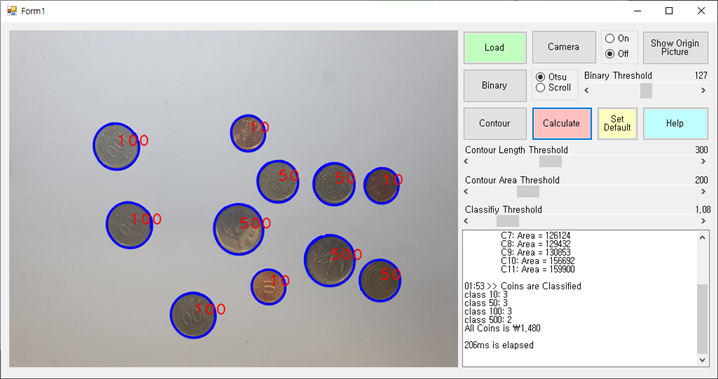 Form1
Load
Camera
On
Off
Show Origin
Picture
Binary
Otsu
Scroll
Binary Threshold 127
Contour
Calculate
Set
Default
Help
Contour Length Threshold 300
Contour Area Threshold 200
Classifiy Threshold 1,08
C7: Area = 126124
C8: Area = 129432
C9: Area = 130853
C10: Area = 156692
C11: Area = 159900
01:53 >> Coins are Classified
class 10: 3
class 50: 3
class 100: 3
class 500: 2
All Coins is ₩1,480
206ms is elapsed
100
10
50
50
10
100
500
500
10
50
100